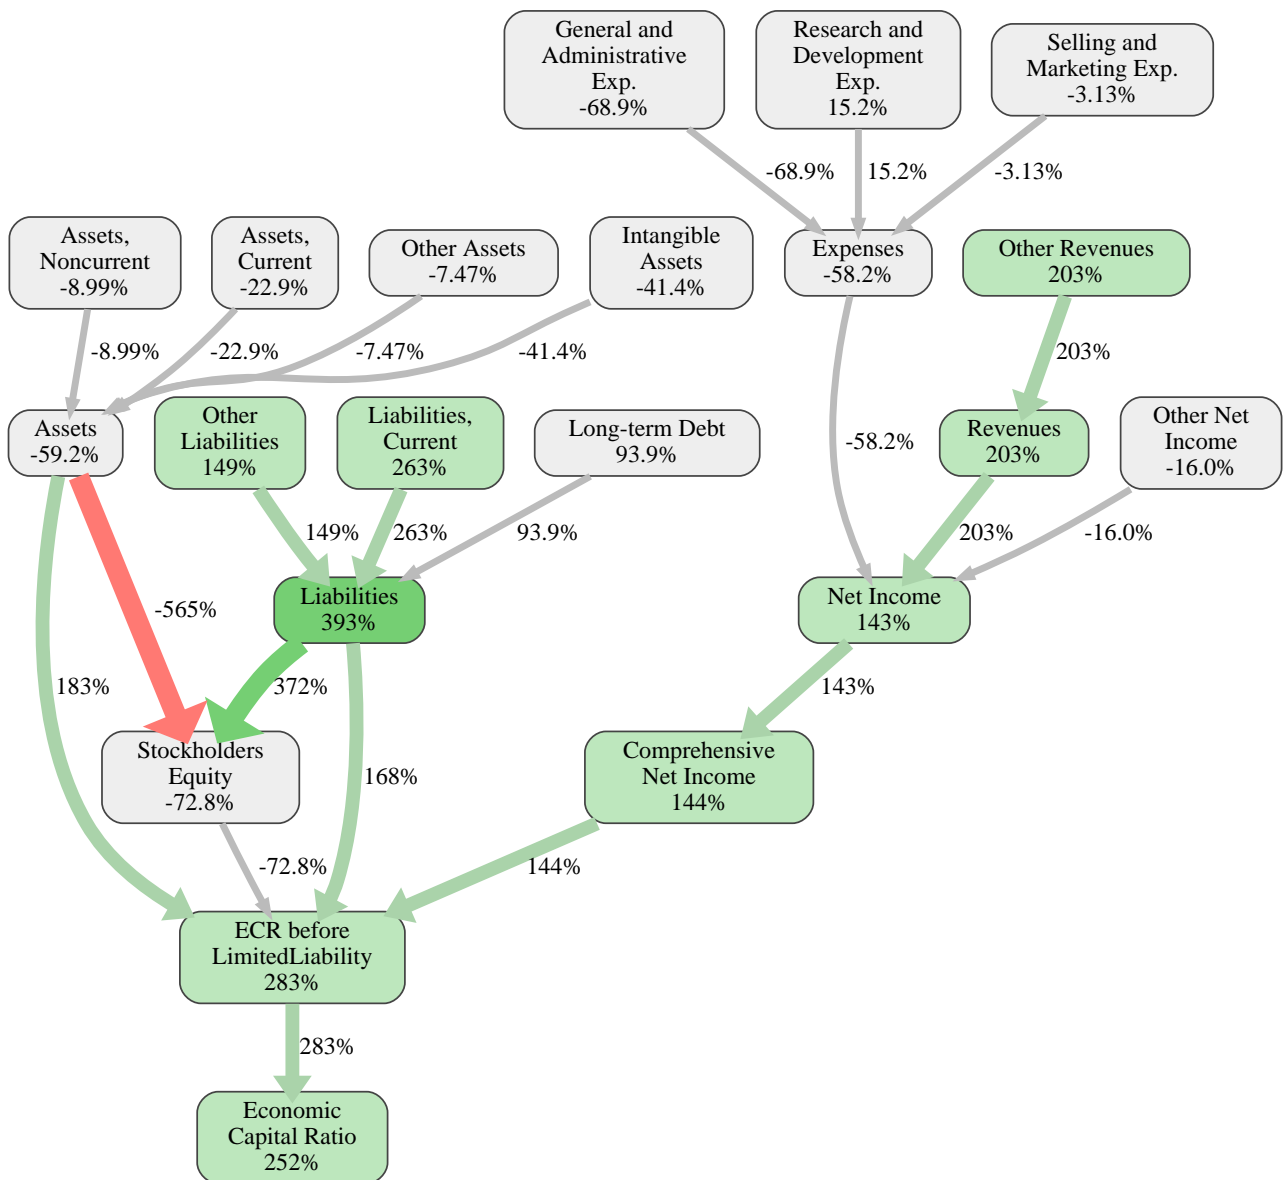 General and
Administrative
Exp.
-68.9%
Research and
Development
Exp.
15.2%
Selling and
Marketing Exp.
-3.13%
-68.9%
15.2%
-3.13%
Assets,
Noncurrent
-8.99%
Assets,
Current
-22.9%
Other Assets
-7.47%
Intangible
Assets
-41.4%
Expenses
-58.2%
Other Revenues
203%
-8.99%
-22.9%
-7.47%
-41.4%
203%
Assets
-59.2%
Other
Liabilities
149%
Liabilities,
Current
263%
Long-term Debt
93.9%
-58.2%
Revenues
203%
Other Net
Income
-16.0%
149%
263%
93.9%
203%
-16.0%
-565%
Liabilities
393%
Net Income
143%
183%
372%
143%
Stockholders
Equity
-72.8%
168%
Comprehensive
Net Income
144%
-72.8%
144%
ECR before
LimitedLiability
283%
283%
Economic
Capital Ratio
252%